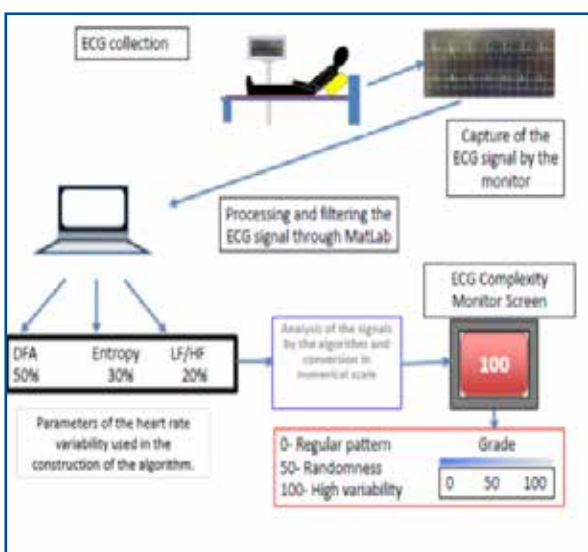 ECG collection
Capture of the
ECG signal by the
monitor
Processing and filtering the
ECG signal through MatLab
ECG Complexity
Monitor Screen
DFA Entropy LF/HF
50% 30% 20%
Analysis of the signals
by the algorithm and
conversion in
numerical scale
100
Parameters of the heart rate
variability used in the
construction of the algorithm.
0- Regular pattern
50- Randomness
100- High variability
Grade
0 50 100